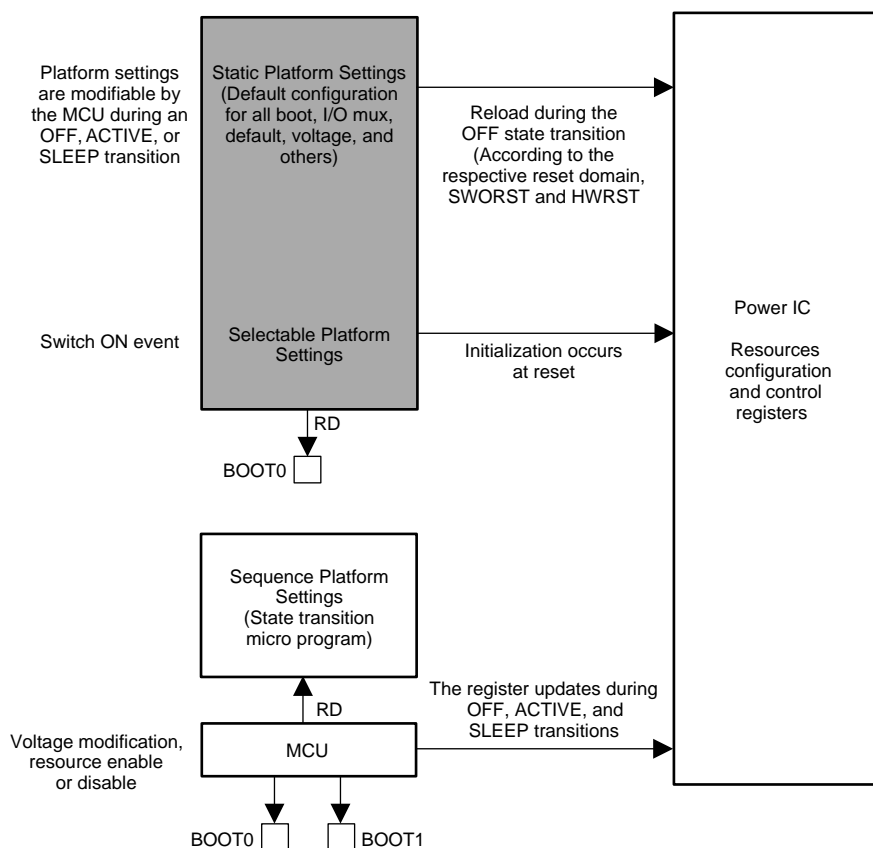 Platform settings
are modifiable by
the MCU during an
OFF, ACTIVE, or
SLEEP transition
Static Platform Settings
(Default configuration
for all boot, I/O mux,
default, voltage, and
others)
Reload during the
OFF state transition
(According to the
respective reset domain,
SWORST and HWRST
Switch ON event
Selectable Platform
Settings
Initialization occurs
at reset
Power IC
Resources
configuration
and control
registers
RD
BOOT0
Sequence Platform
Settings
(State transition
micro program)
RD
The register updates during
OFF, ACTIVE, and
SLEEP transitions
Voltage modification,
resource enable
or disable
MCU
BOOT0
BOOT1